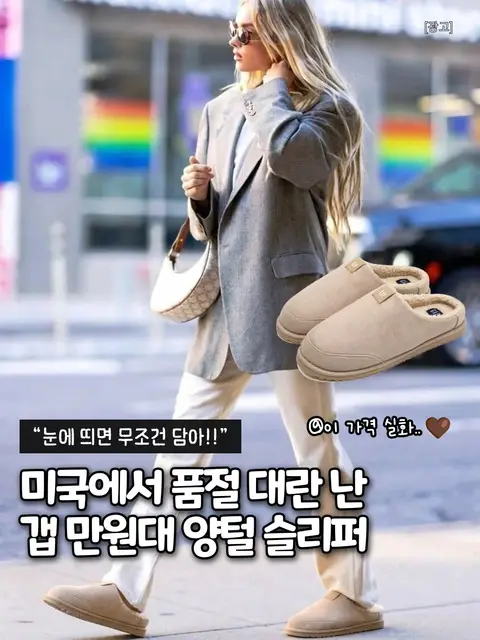 [광고]
“눈에 띄면 무조건 담아!!”
@이 가격 실화..🤎
미국에서 품절 대란 난
갭 만원대 양털 슬리퍼